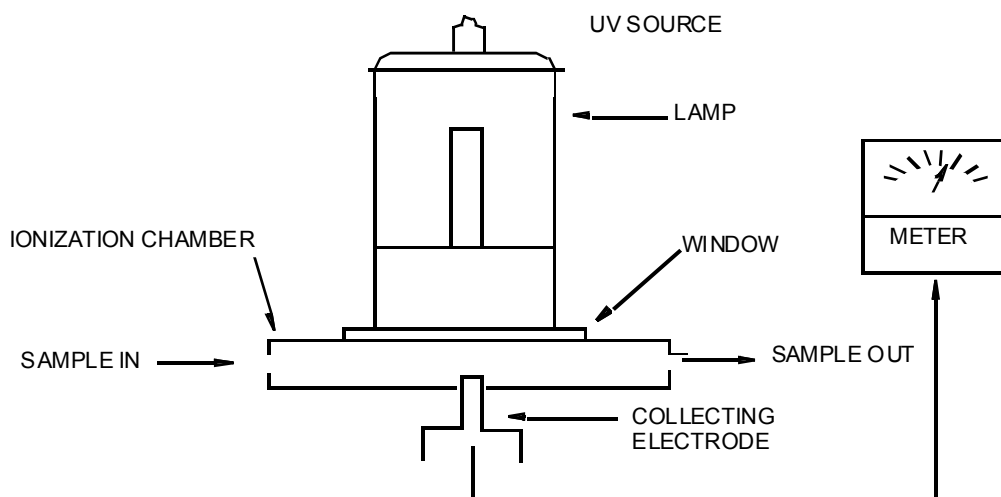 UV SOURCE
LAMP
IONIZATION CHAMBER
WINDOW
METER
SAMPLE IN
SAMPLE OUT
COLLECTING
ELECTRODE